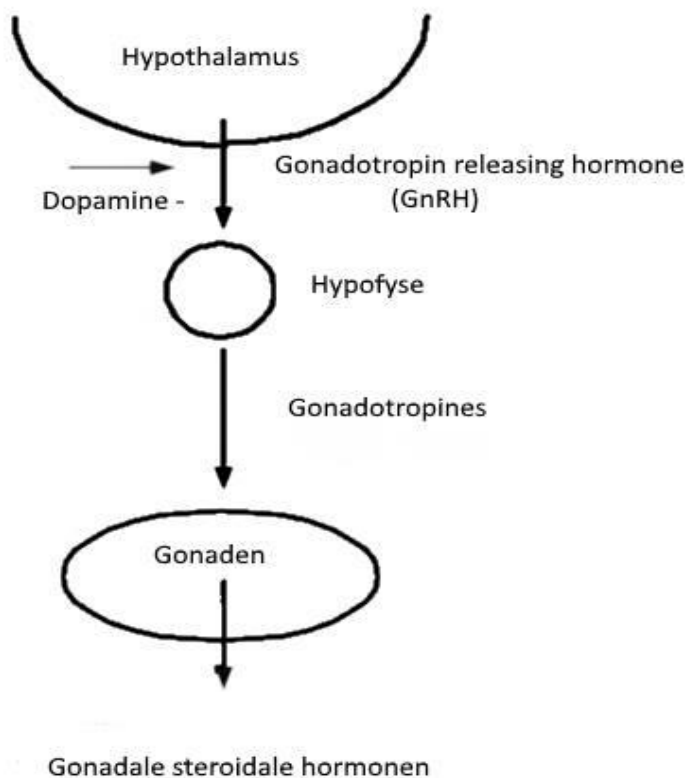 Hypothalamus
Gonadotropin releasing hormone
(GnRH)
Dopamine -
Hypofyse
Gonadotropines
Gonaden
Gonadale steroidale hormonen